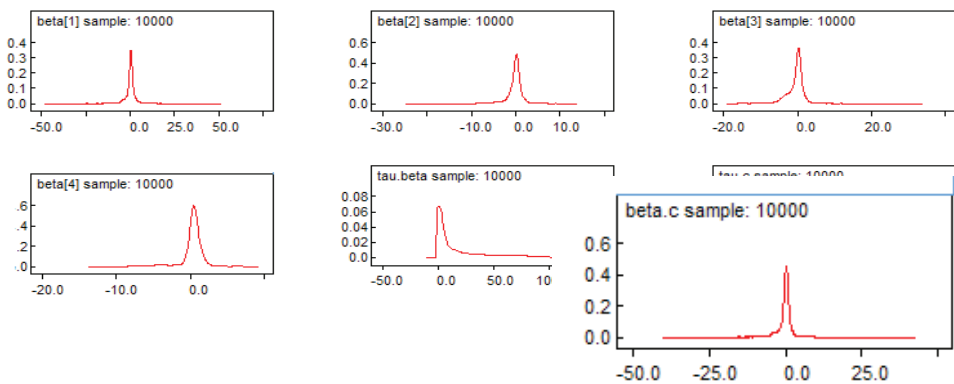 beta[1] sample: 10000
0.4
0.3
0.2
0.1
0.0
-50.0 0.0 25.0 50.0
beta[2] sample: 10000
0.6
0.4
0.2
0.0
-30.0 -10.0 0.0 10.0
beta[3] sample: 10000
0.4
0.3
0.2
0.1
0.0
-20.0 0.0 20.0
beta[4] sample: 10000
.6
.4
.2
.0
-20.0 -10.0 0.0
tau.beta sample: 10000
0.08
0.06
0.04
0.02
0.0
0.0 50.0 10
beta.c sample: 10000
0.6
0.4
0.2
0.0
-50.0 -25.0 0.0 25.0